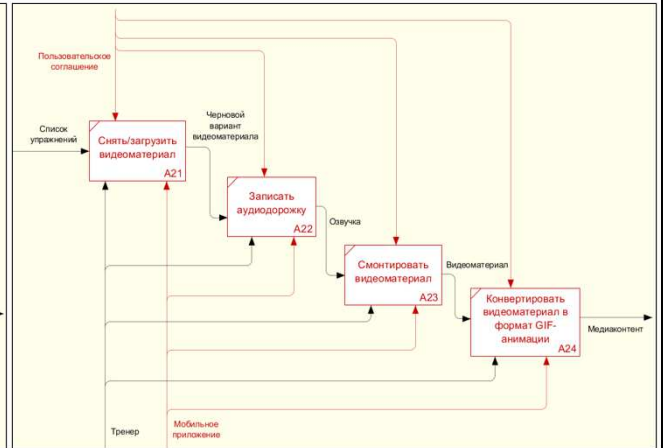 Пользовательское
соглашение
Список
упражнений
Снять/загрузить
видеоматериал
A21
Черновой
вариант
видеоматериала
Записать
аудиодорожку
A22
Озвучка
Смонтировать
видеоматериал
A23
Видеоматериал
Конвертировать
видеоматериал в
формат GIF-
анимации
A24
Медиаконтент
Тренер
Мобильное
приложение